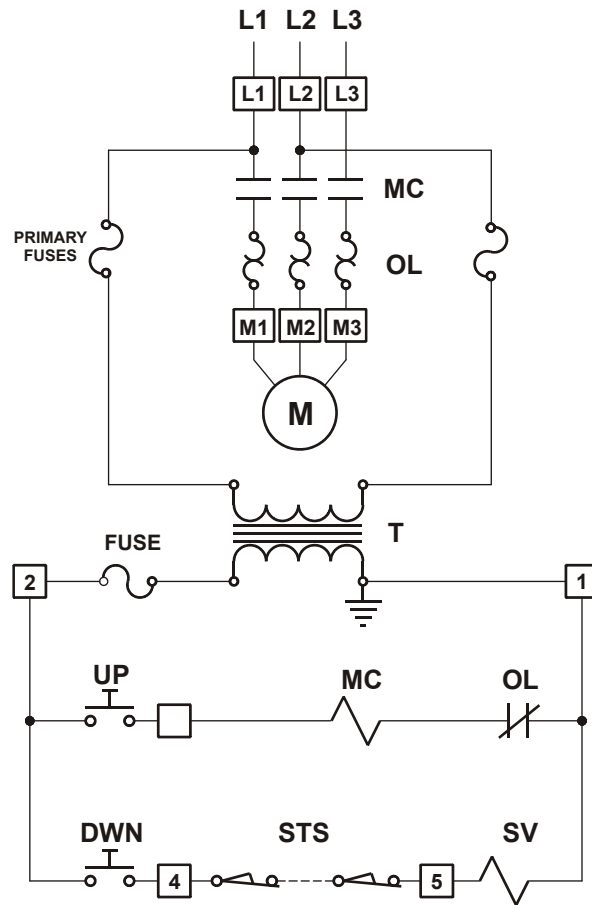 L1 L2 L3
L1 L2 L3
MC
PRIMARY
FUSES
OL
M1 M2 M3
M
T
FUSE
2
1
UP
MC
OL
DWN
STS
SV
4
5